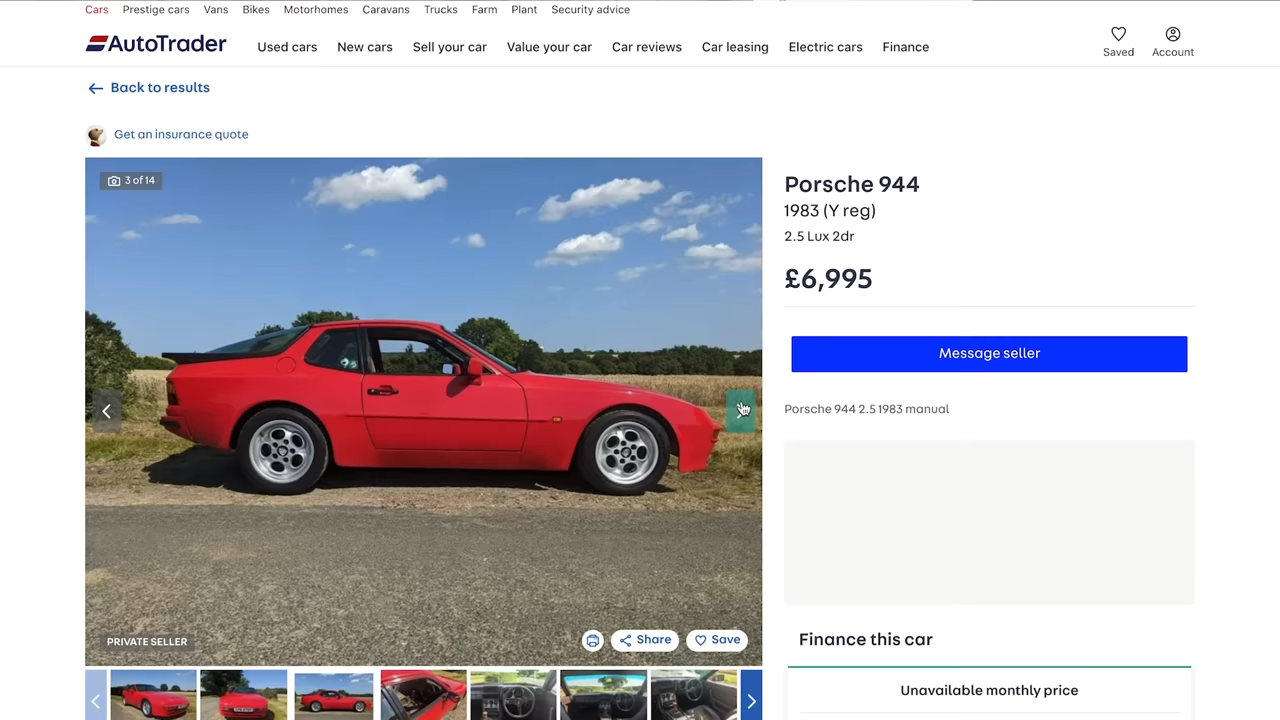 Cars Prestige cars Vans Bikes Motorhomes Caravans Trucks Farm Plant Security advice
AutoTrader Used cars New cars Sell your car Value your car Car reviews Car leasing Electric cars Finance Saved Account
Back to results
Get an insurance quote
3 of 14
Porsche 944
1983 (Y reg)
2.5 Lux 2dr
£6,995
Message seller
Porsche 944 2.5 1983 manual
PRIVATE SELLER
Share Save
Finance this car
Unavailable monthly price